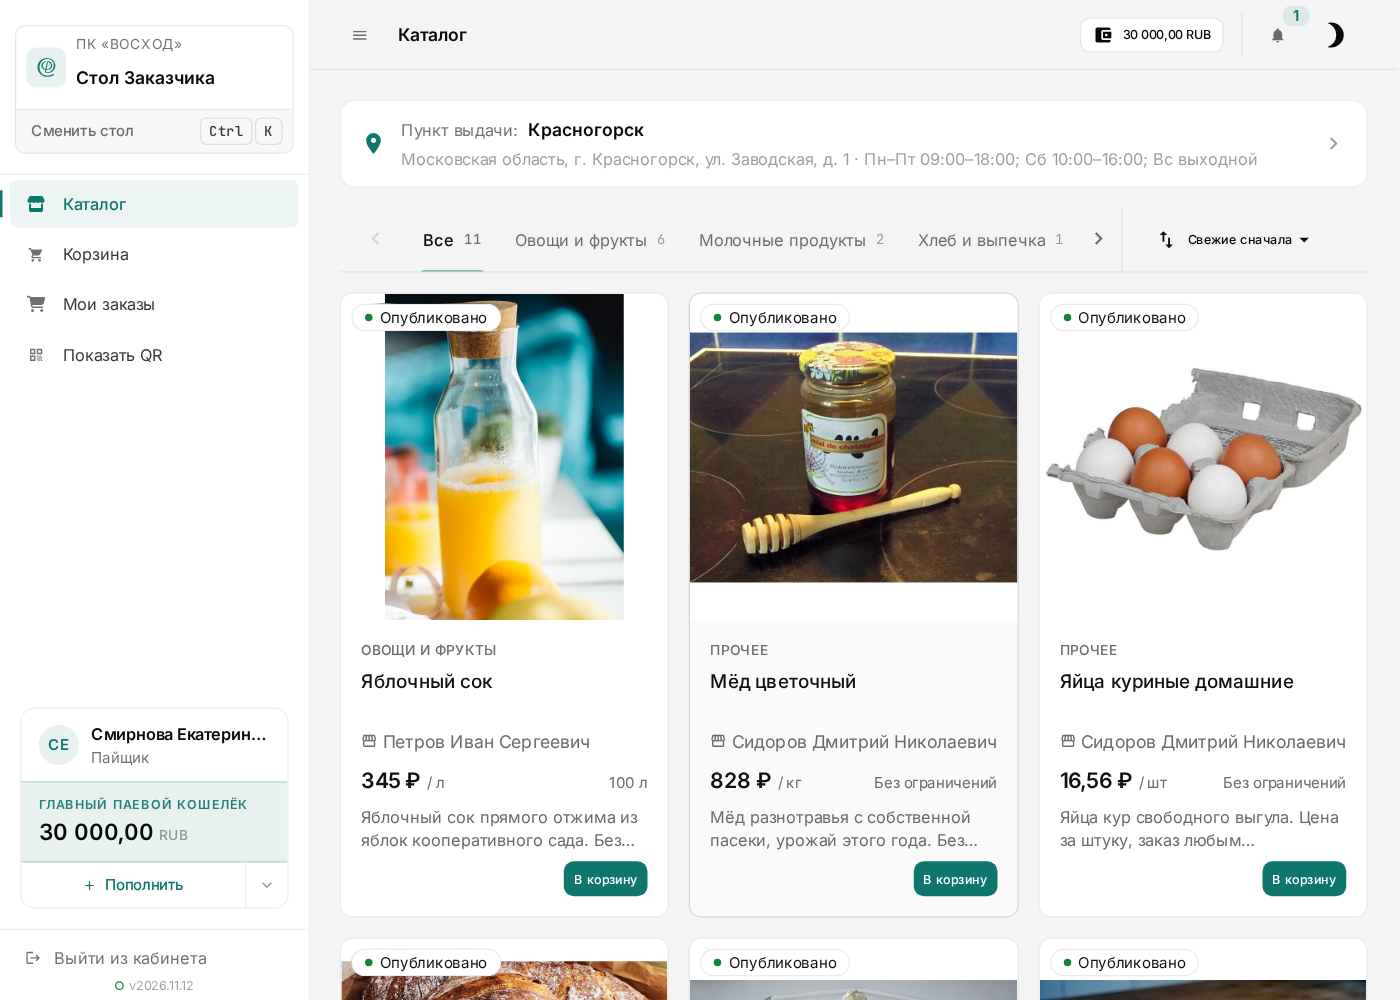 ПК «ВОСХОД»
Стол Заказчика
Сменить стол
Ctrl K
Каталог
Корзина
Мои заказы
Показать QR
СЕ
Смирнова Екатерин…
Пайщик
ГЛАВНЫЙ ПАЕВОЙ КОШЕЛЁК
30 000,00 RUB
+ Пополнить
Выйти из кабинета
v2026.11.12
Каталог
30 000,00 RUB
1
Пункт выдачи: Красногорск
Московская область, г. Красногорск, ул. Заводская, д. 1 · Пн–Пт 09:00–18:00; Сб 10:00–16:00; Вс выходной
Все 11
Овощи и фрукты 6
Молочные продукты 2
Хлеб и выпечка 1
Свежие сначала
Опубликовано
ОВОЩИ И ФРУКТЫ
Яблочный сок
Петров Иван Сергеевич
345 ₽ / л
100 л
Яблочный сок прямого отжима из
яблок кооперативного сада. Без…
В корзину
Опубликовано
miel de chataignier
ПРОЧЕЕ
Мёд цветочный
Сидоров Дмитрий Николаевич
828 ₽ / кг
Без ограничений
Мёд разнотравья с собственной
пасеки, урожай этого года. Без…
В корзину
Опубликовано
ПРОЧЕЕ
Яйца куриные домашние
Сидоров Дмитрий Николаевич
16,56 ₽ / шт
Без ограничений
Яйца кур свободного выгула. Цена
за штуку, заказ любым…
В корзину
Опубликовано
Опубликовано
Опубликовано